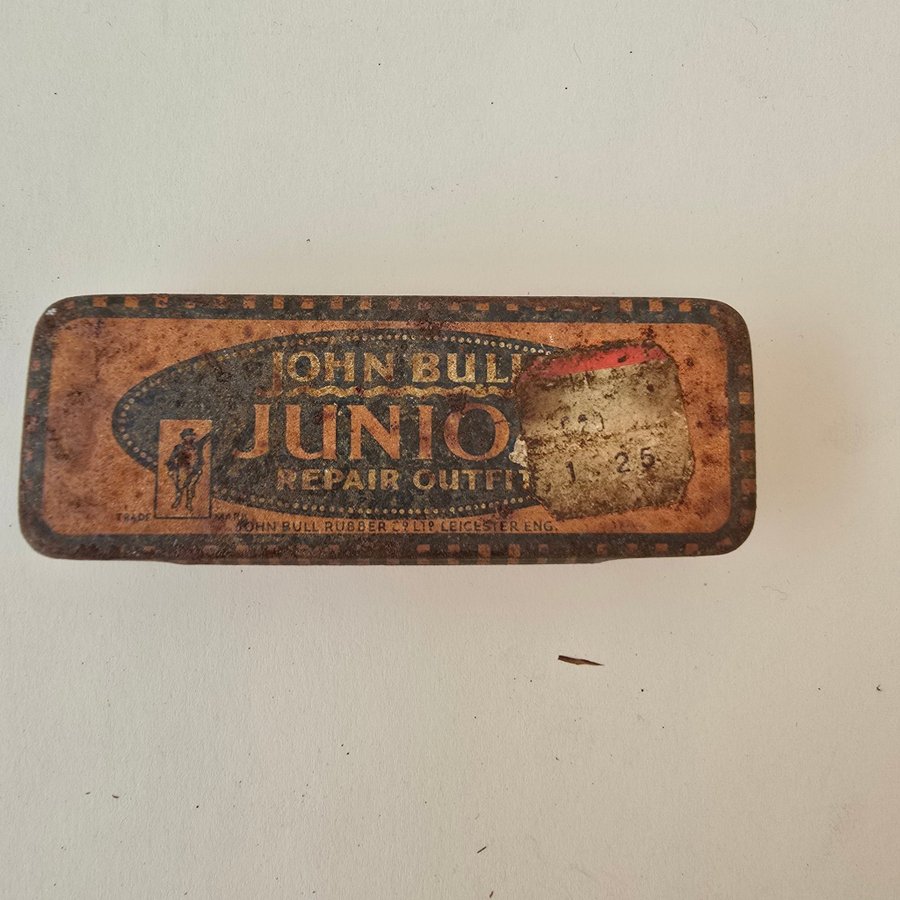 JOHN BULL
JUNIO
REPAIR OUTFIT
TRADE MARK
JOHN BULL RUBBER Cº LTD LEICESTER ENG.
1 25